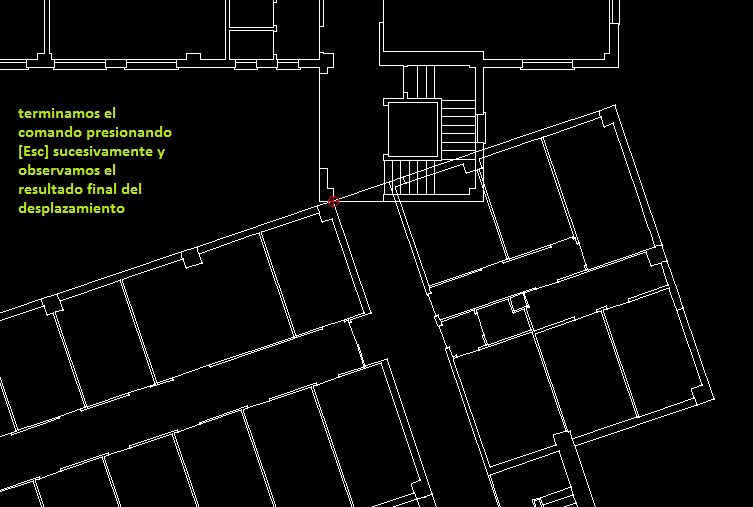 terminamos el
comando presionando
[Esc] sucesivamente y
observamos el
resultado final del
desplazamiento